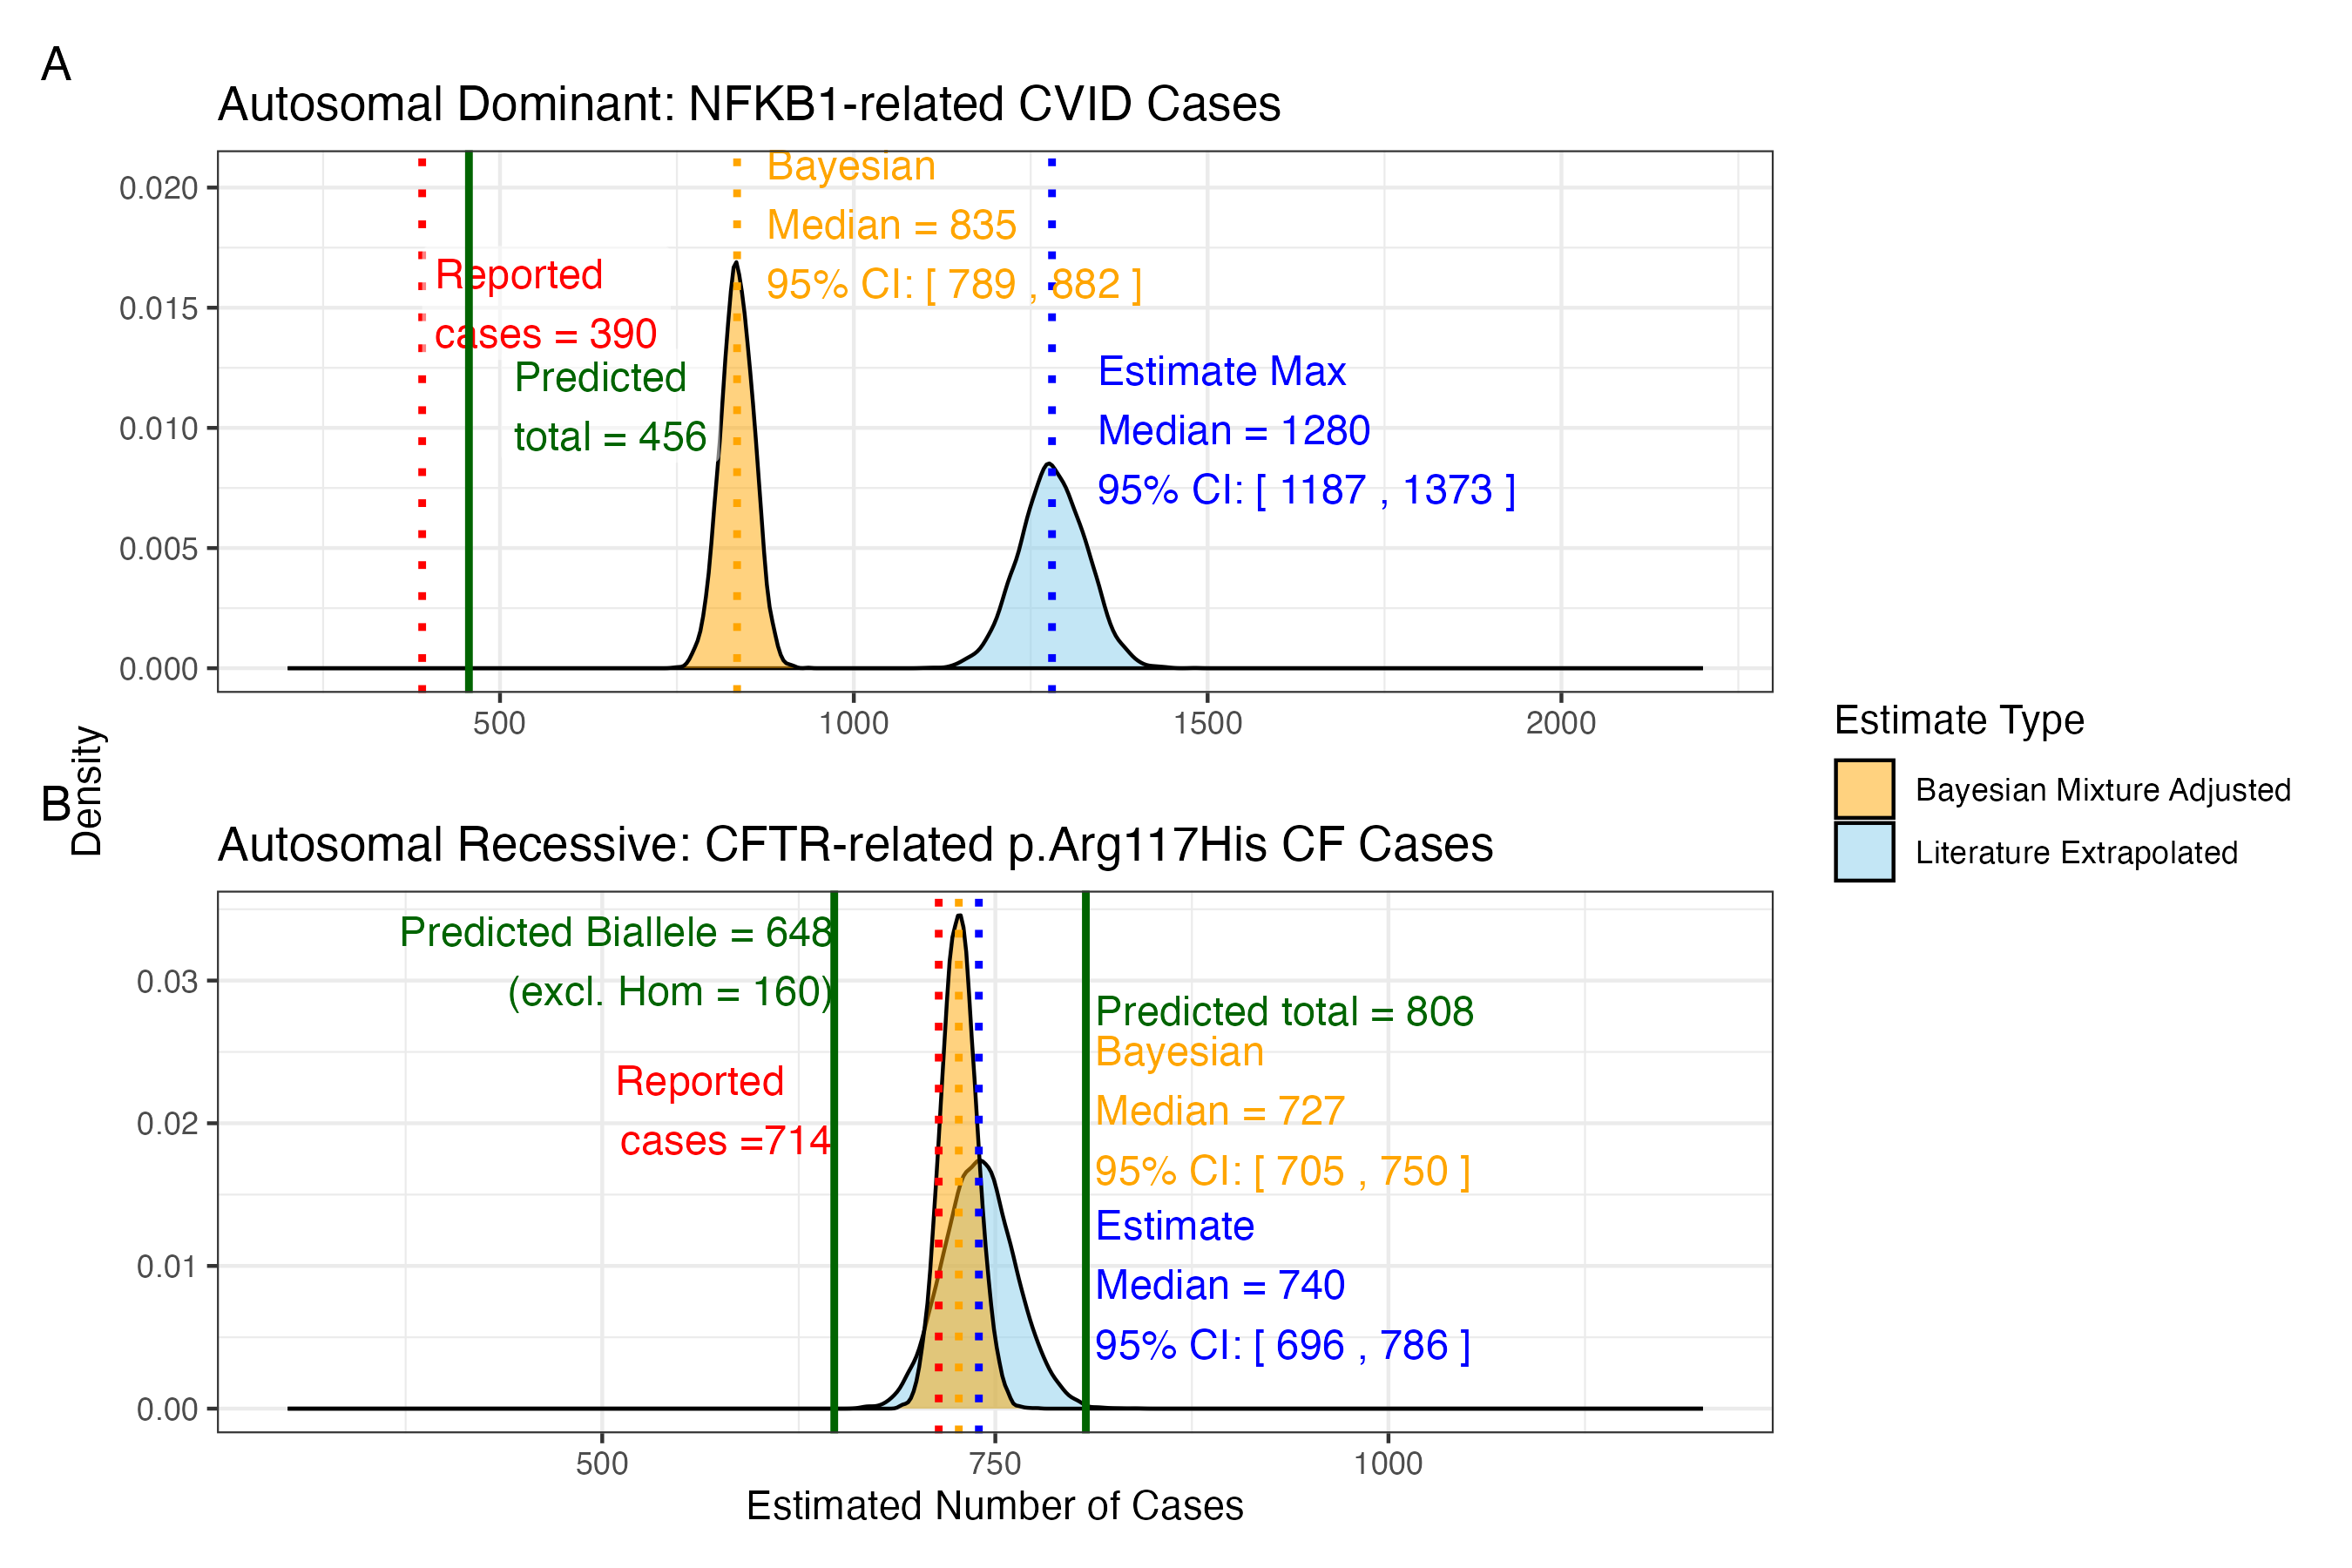 A
Autosomal Dominant: NFKB1-related CVID Cases
0.020
0.015
0.010
0.005
0.000
Bayesian
Median = 835
95% CI: [ 789 , 882 ]
Reported
cases = 390
Predicted
total = 456
Estimate Max
Median = 1280
95% CI: [ 1187 , 1373 ]
500
1000
1500
2000
Density
B
Autosomal Recessive: CFTR-related p.Arg117His CF Cases
0.03
0.02
0.01
0.00
Predicted Biallele = 648
(excl. Hom = 160)
Reported
cases =714
Predicted total = 808
Bayesian
Median = 727
95% CI: [ 705 , 750 ]
Estimate
Median = 740
95% CI: [ 696 , 786 ]
500
750
1000
Estimated Number of Cases
Estimate Type
Bayesian Mixture Adjusted
Literature Extrapolated